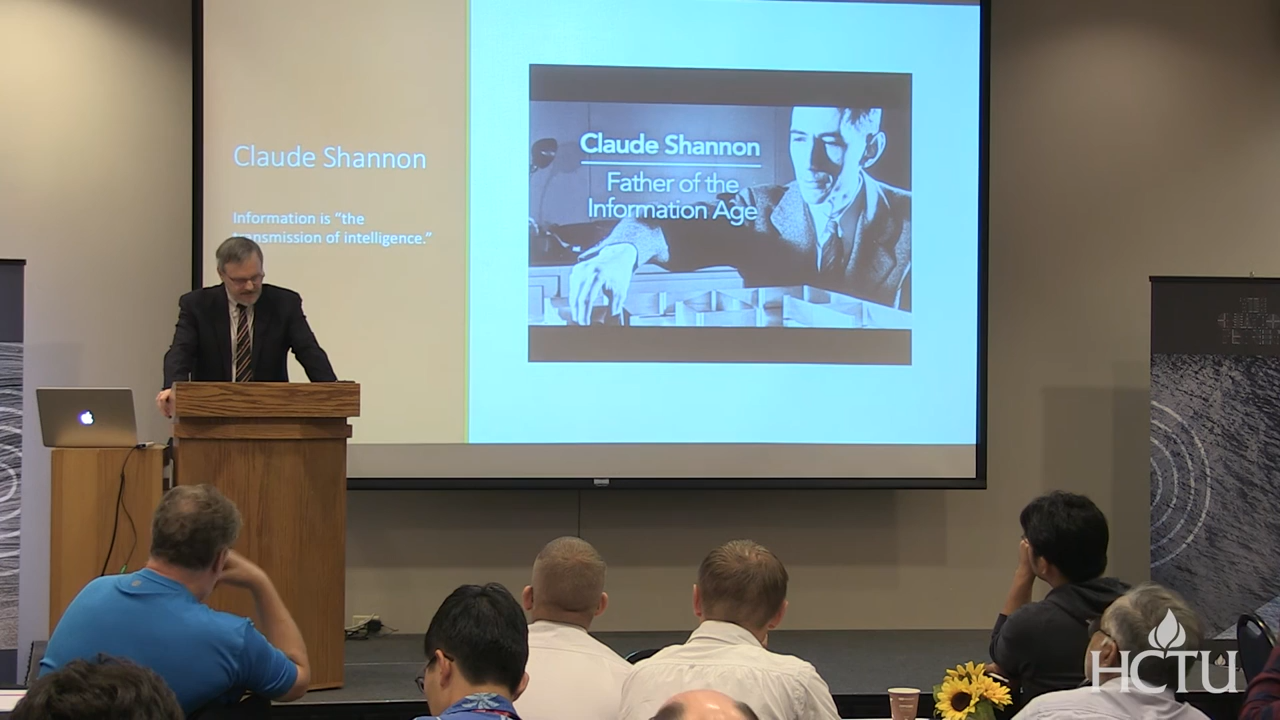 Claude Shannon
Information is “the
transmission of intelligence.”
Claude Shannon
Father of the
Information Age
HCTU